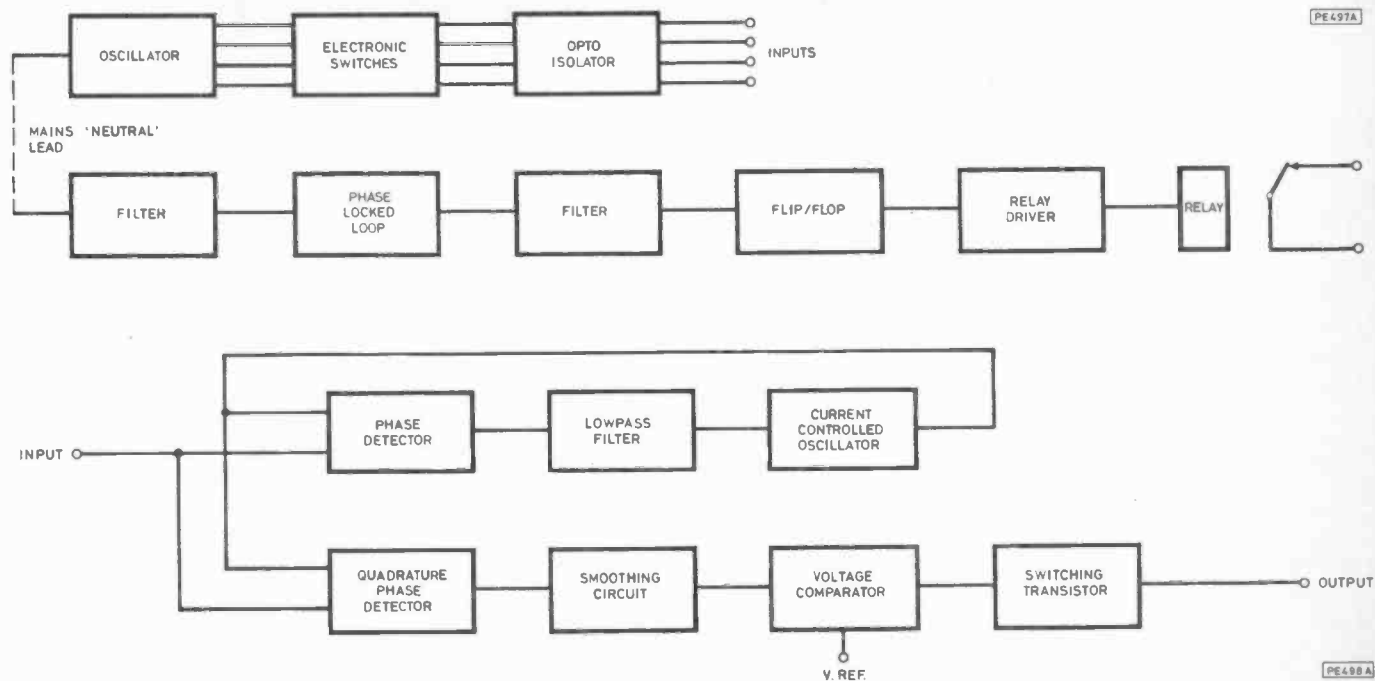 PE497A
OSCILLATOR
ELECTRONIC
SWITCHES
OPTO
ISOLATOR
INPUTS
MAINS 'NEUTRAL'
LEAD
FILTER
PHASE
LOCKED
LOOP
FILTER
FLIP/FLOP
RELAY
DRIVER
RELAY
INPUT
PHASE
DETECTOR
LOWPASS
FILTER
CURRENT
CONTROLLED
OSCILLATOR
QUADRATURE
PHASE
DETECTOR
SMOOTHING
CIRCUIT
VOLTAGE
COMPARATOR
SWITCHING
TRANSISTOR
OUTPUT
V. REF.
PE498A